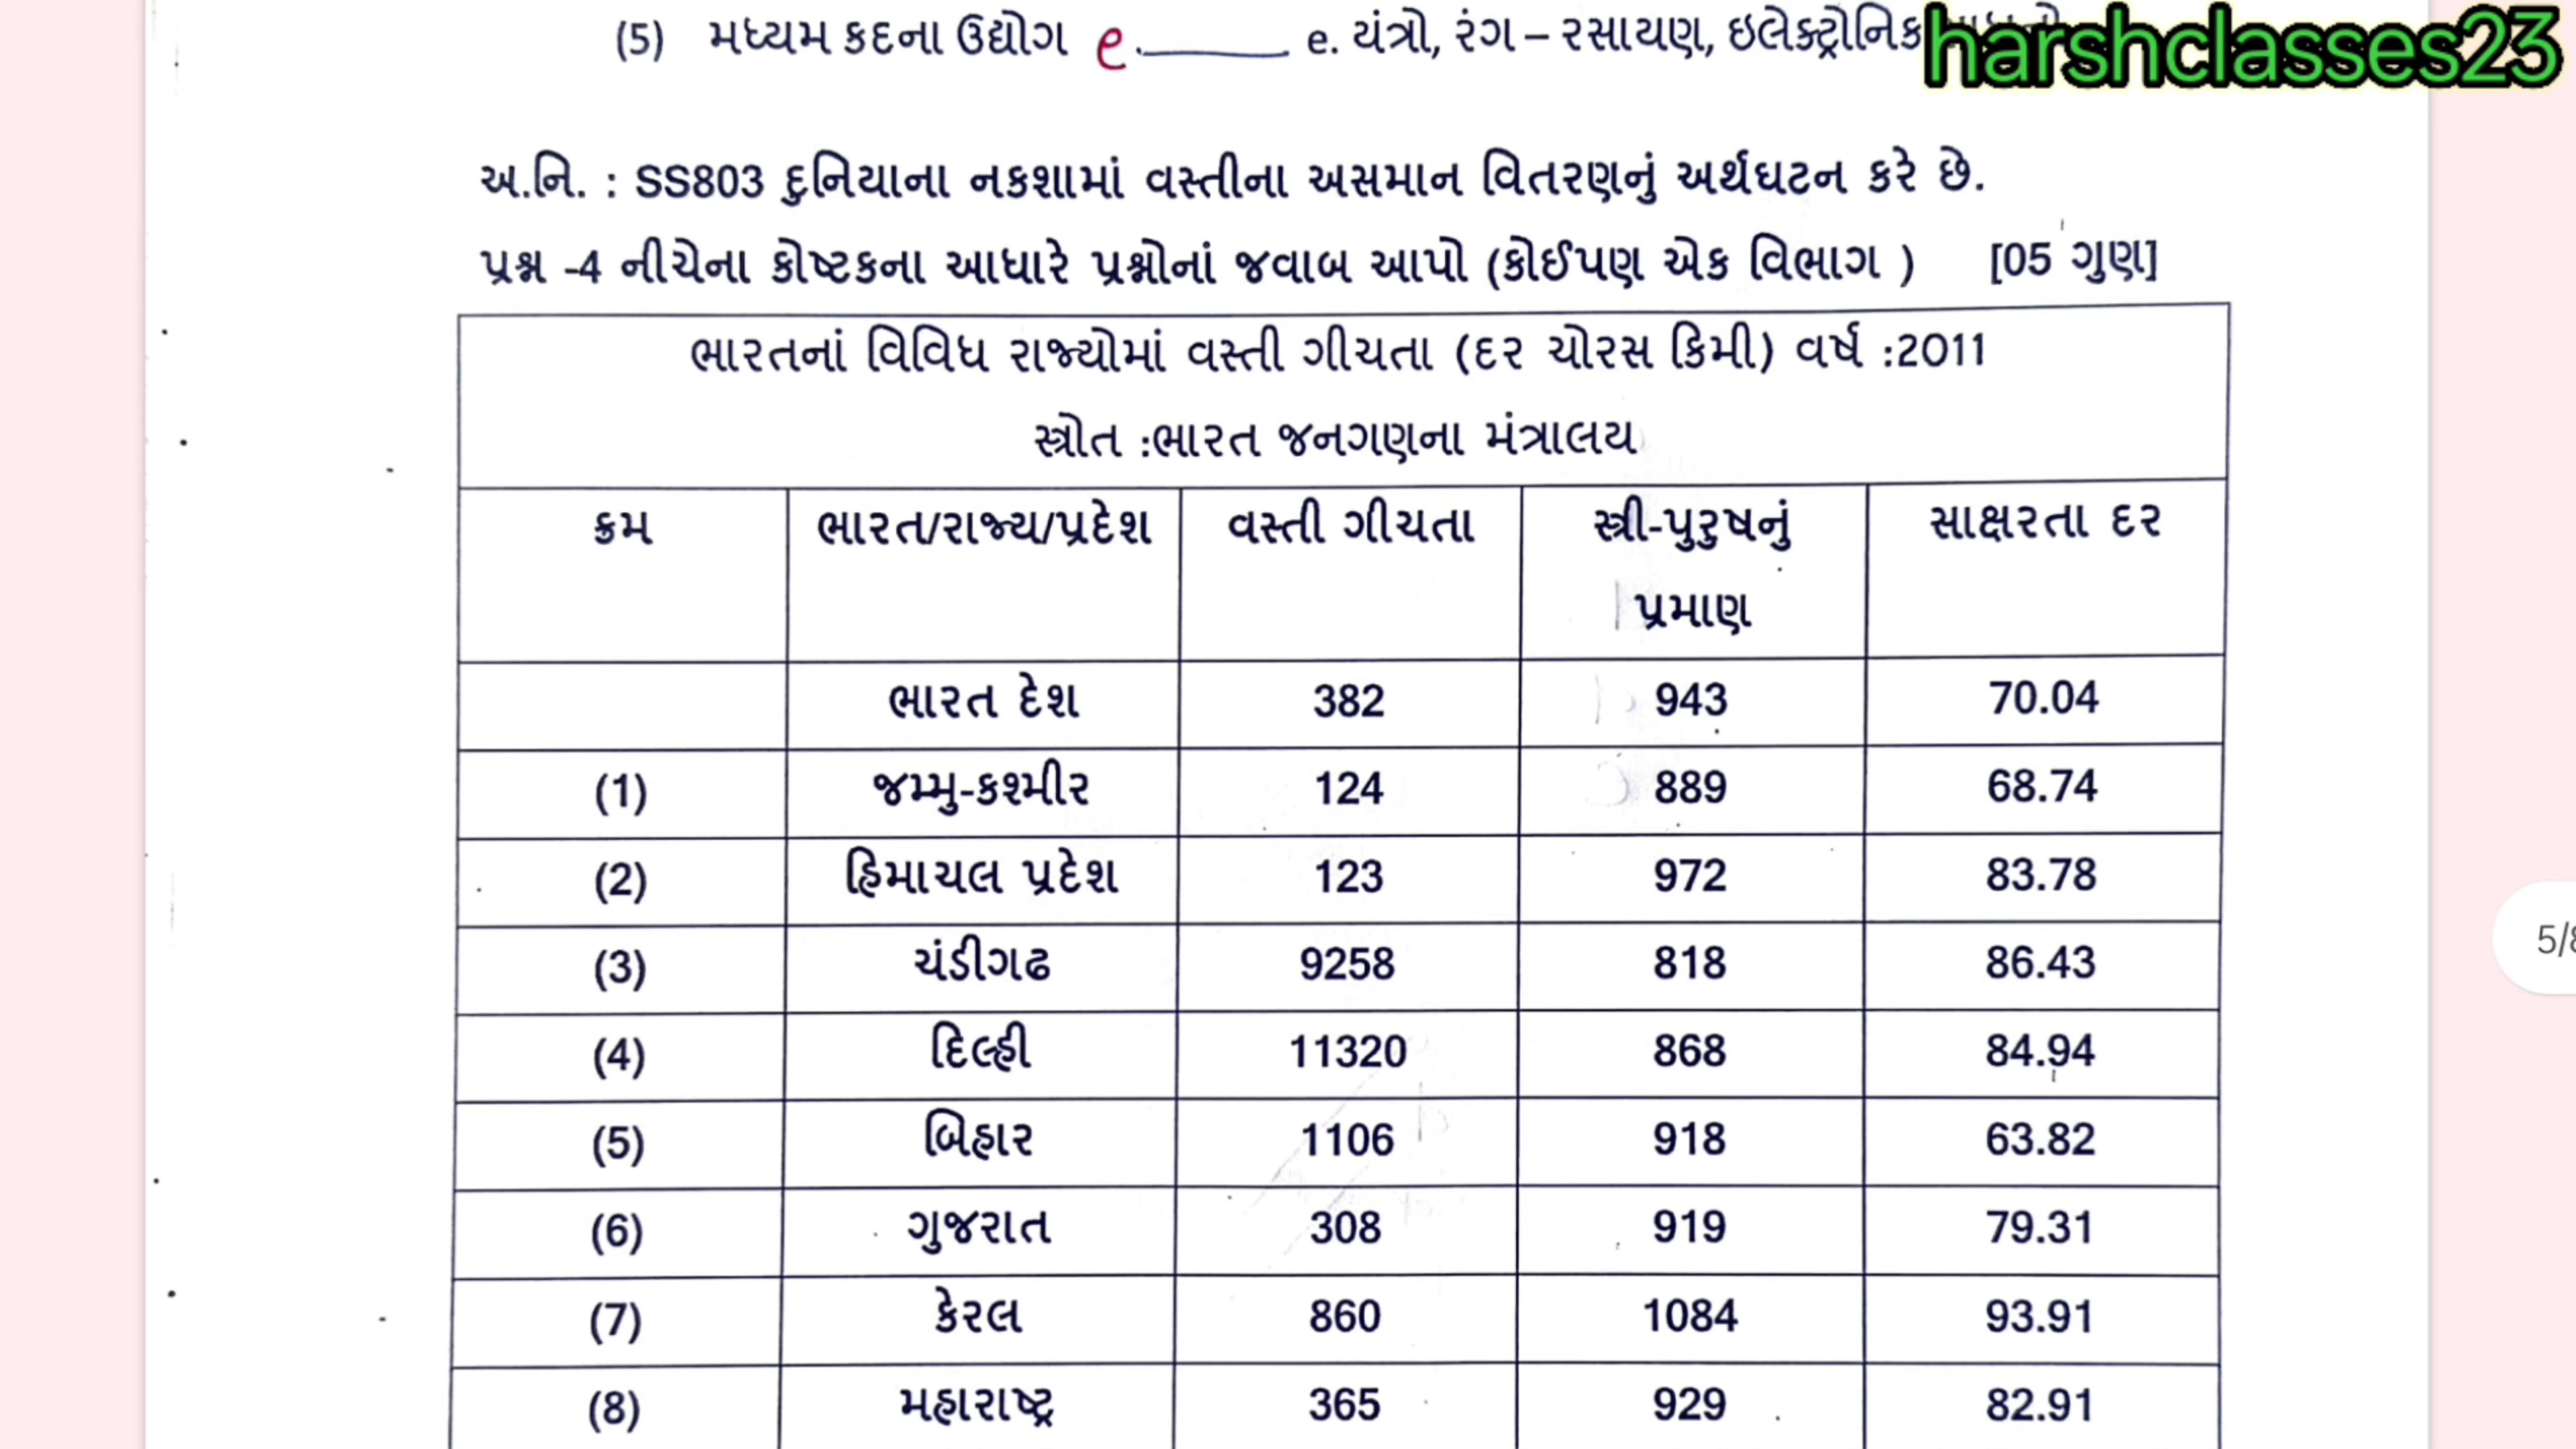 (5) મધ્યમ કદના ઉદ્યોગ e. e. યંત્રો, રંગ – રસાયણ, ઇલેક્ટ્રોનિક
harshclasses23
અ.નિ. : SS803 દુનિયાના નકશામાં વસ્તીના અસમાન વિતરણનું અર્થઘટન કરે છે.
પ્રશ્ન -4 નીચેના કોષ્ટકના આધારે પ્રશ્નોનાં જવાબ આપો (કોઈપણ એક વિભાગ ) [05 ગુણ]
ભારતનાં વિવિધ રાજ્યોમાં વસ્તી ગીચતા (દર ચોરસ કિમી) વર્ષ :2011
સ્ત્રોત :ભારત જનગણના મંત્રાલય
ક્રમ ભારત/રાજ્ય/પ્રદેશ વસ્તી ગીચતા સ્ત્રી-પુરુષનું સાક્ષરતા દર
પ્રમાણ
ભારત દેશ 382 943 70.04
(1) જમ્મુ-કશ્મીર 124 889 68.74
(2) હિમાચલ પ્રદેશ 123 972 83.78
(3) ચંડીગઢ 9258 818 86.43
(4) દિલ્હી 11320 868 84.94
(5) બિહાર 1106 918 63.82
(6) ગુજરાત 308 919 79.31
(7) કેરલ 860 1084 93.91
(8) મહારાષ્ટ્ર 365 929 82.91